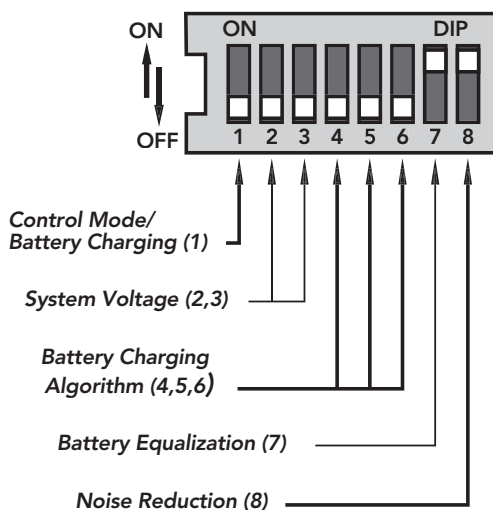 ON
OFF
ON DIP
1 2 3 4 5 6 7 8
Control Mode/
Battery Charging (1)
System Voltage (2,3)
Battery Charging
Algorithm (4,5,6)
Battery Equalization (7)
Noise Reduction (8)